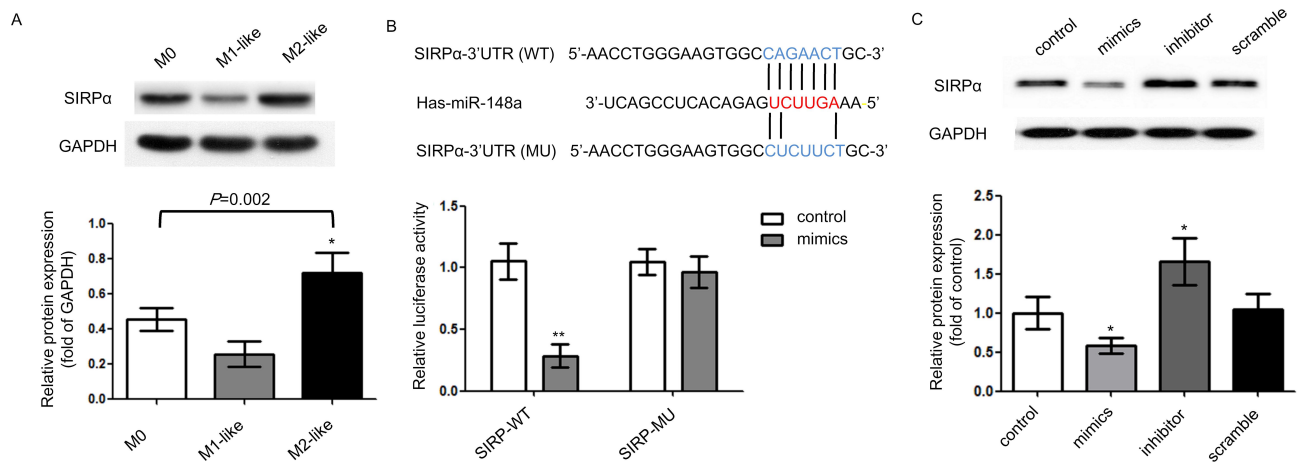 A
M0 M1-like M2-like
SIRPα
GAPDH
P=0.002
*
Relative protein expression
(fold of GAPDH)
1.0
0.8
0.6
0.4
0.2
0.0
M0 M1-like M2-like
B
SIRPα-3’UTR (WT) 5’-AACCTGGGAAGTGGCCAGAACTGC-3’
Has-miR-148a 3’-UCAGCCUCACAGAGUCUUGAAA-5’
SIRPα-3’UTR (MU) 5’-AACCTGGGAAGTGGCCUCUUCTGC-3’
control
mimics
Relative luciferase activity
1.5
1.0
0.5
0.0
**
SIRP-WT SIRP-MU
C
control mimics inhibitor scramble
SIRPα
GAPDH
Relative protein expression
(fold of control)
2.5
2.0
1.5
1.0
0.5
0.0
*
*
control mimics inhibitor scramble